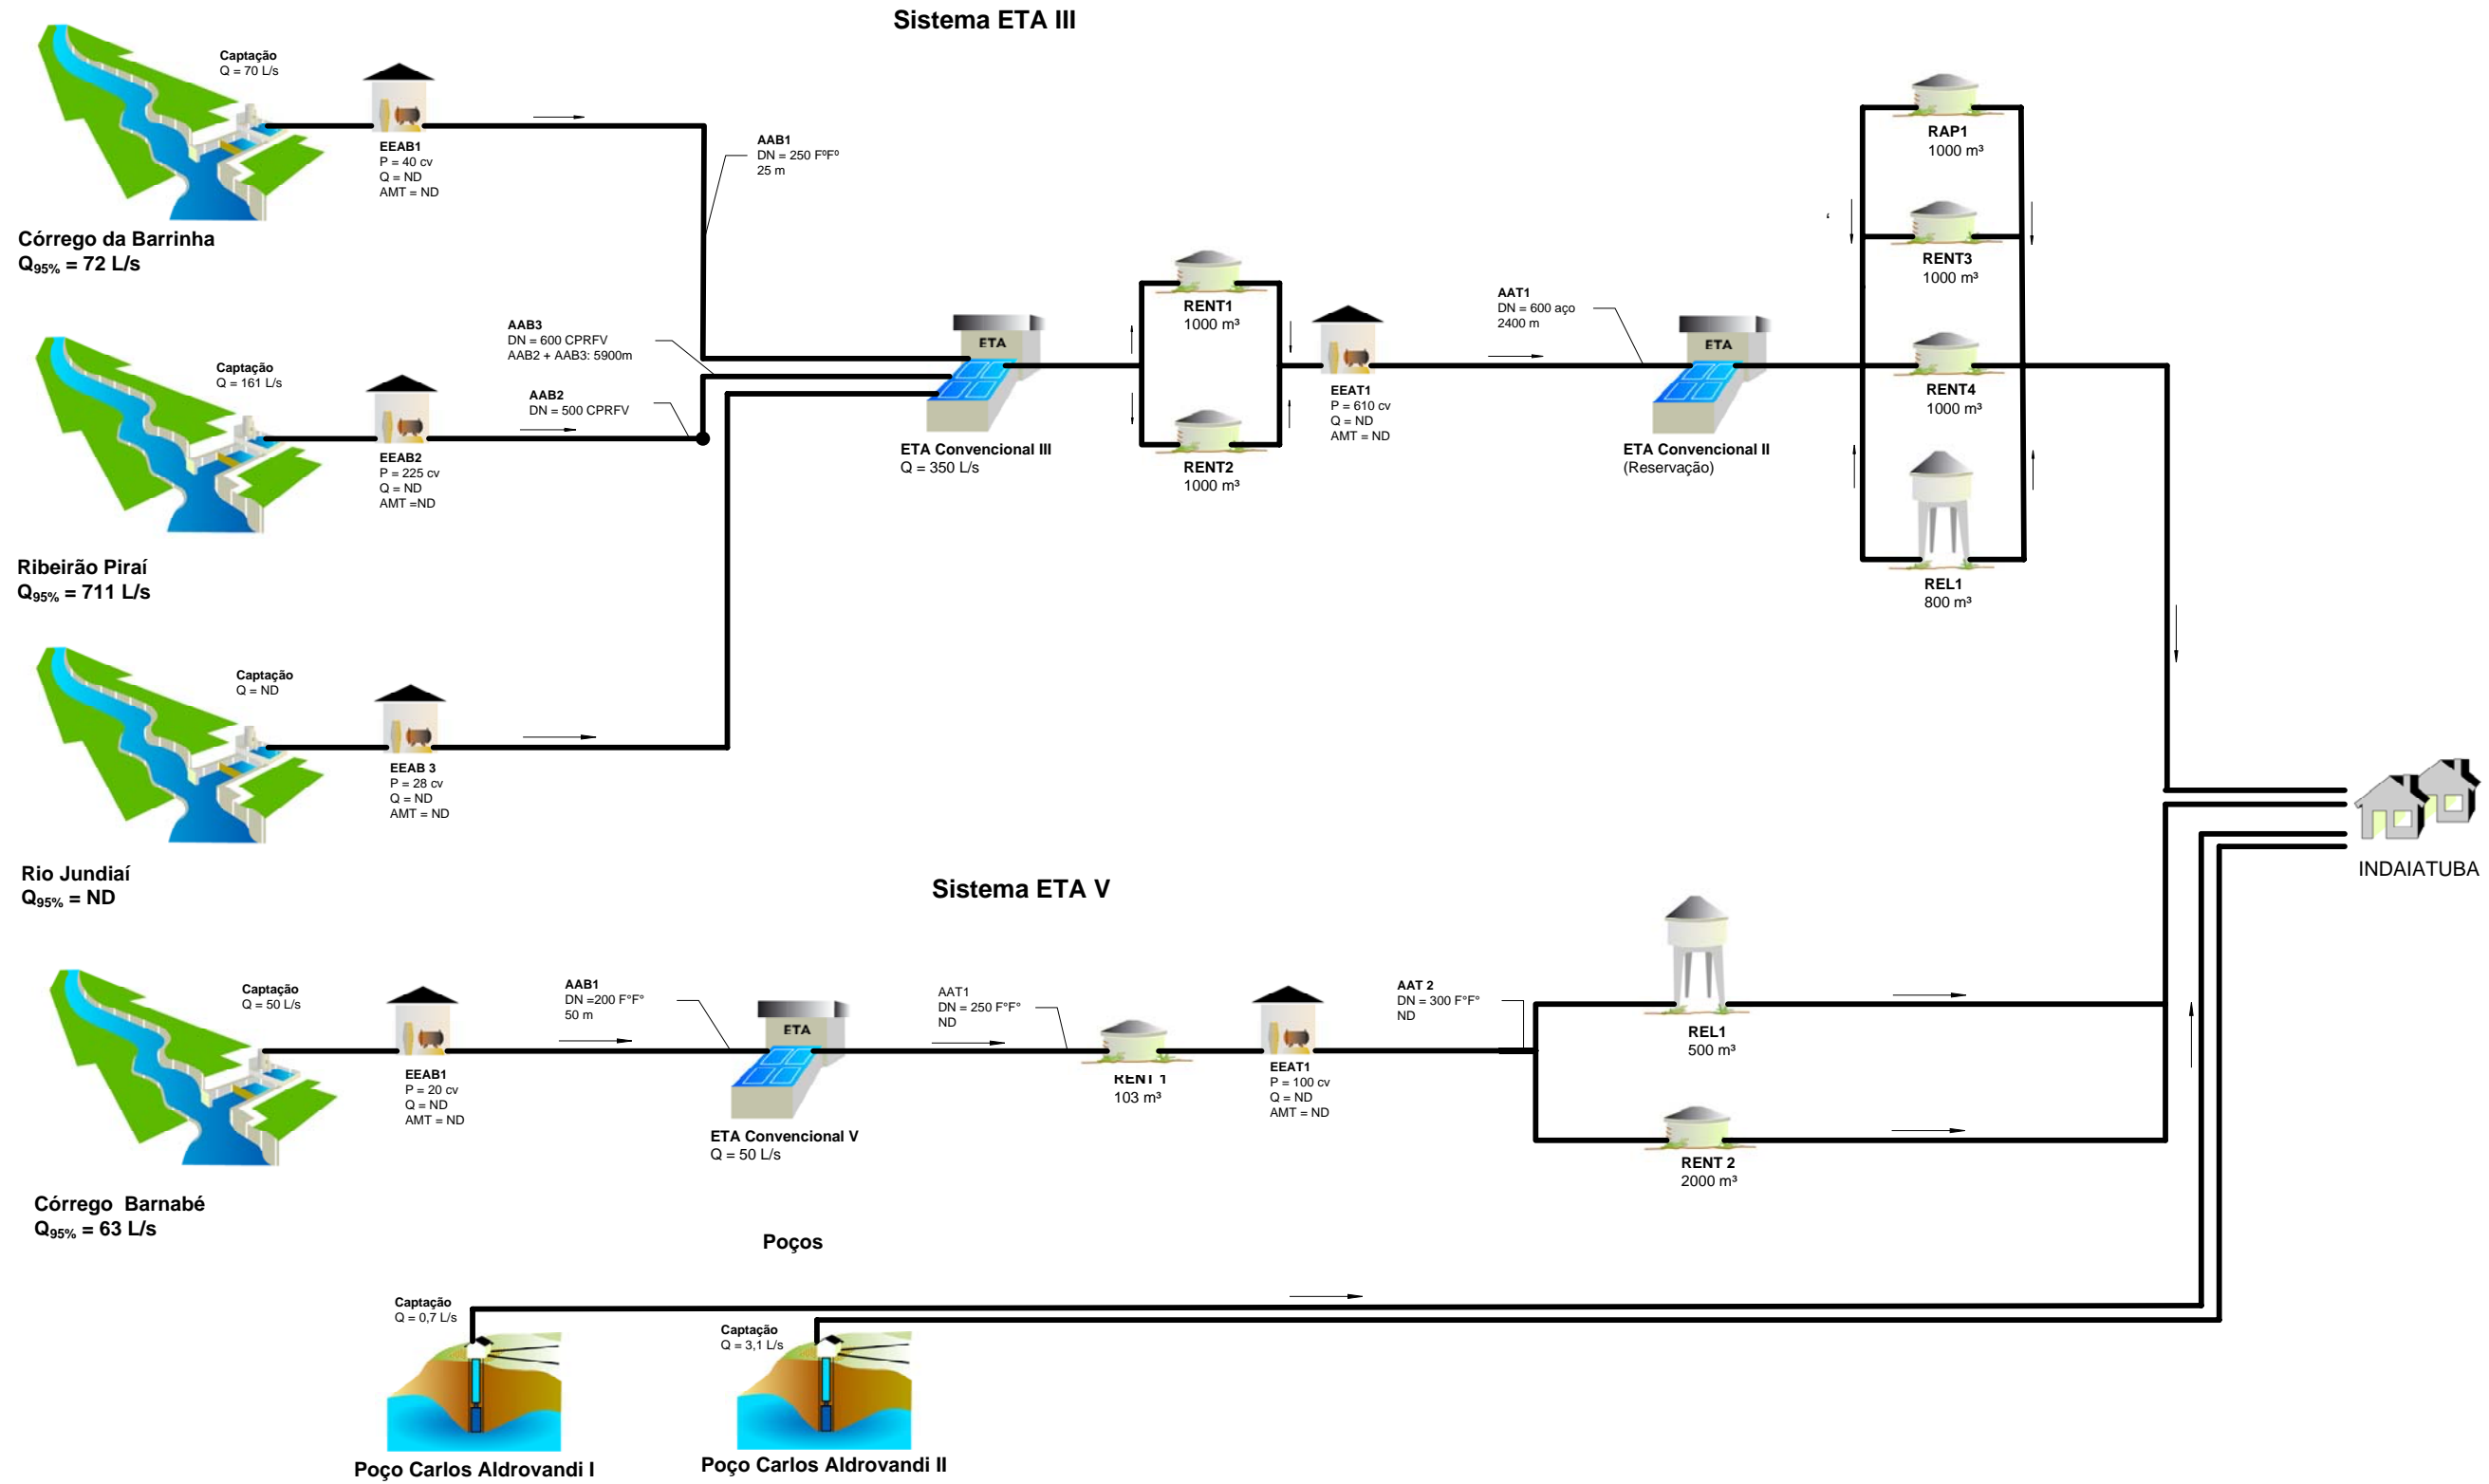 Sistema ETA III
Captação
Q = 70 L/s
EEAB1
P = 40 cv
Q = ND
AMT = ND
AAB1
DN = 250 FºFº
25 m
Córrego da Barrinha
Q95% = 72 L/s
RAP1
1000 m³
RENT3
1000 m³
RENT4
1000 m³
REL1
800 m³
RENT1
1000 m³
RENT2
1000 m³
AAT1
DN = 600 aço
2400 m
ETA
ETA Convencional III
Q = 350 L/s
EEAT1
P = 610 cv
Q = ND
AMT = ND
ETA
ETA Convencional II
(Reservação)
AAB3
DN = 600 CPRFV
AAB2 + AAB3: 5900m
AAB2
DN = 500 CPRFV
Captação
Q = 161 L/s
EEAB2
P = 225 cv
Q = ND
AMT =ND
Ribeirão Piraí
Q95% = 711 L/s
Captação
Q = ND
EEAB 3
P = 28 cv
Q = ND
AMT = ND
Rio Jundiaí
Q95% = ND
INDAIATUBA
Sistema ETA V
Captação
Q = 50 L/s
EEAB1
P = 20 cv
Q = ND
AMT = ND
AAB1
DN =200 F°F°
50 m
ETA
ETA Convencional V
Q = 50 L/s
AAT1
DN = 250 F°F°
ND
RENT 1
103 m³
EEAT1
P = 100 cv
Q = ND
AMT = ND
AAT 2
DN = 300 F°F°
ND
REL1
500 m³
RENT 2
2000 m³
Córrego Barnabé
Q95% = 63 L/s
Poços
Captação
Q = 0,7 L/s
Captação
Q = 3,1 L/s
Poço Carlos Aldrovandi I
Poço Carlos Aldrovandi II